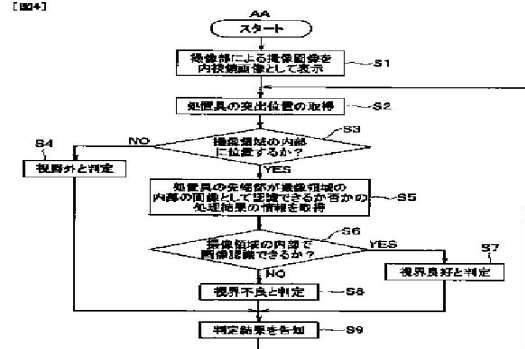 【図4】
AA
スタート
撮像部による撮像画像を
内視鏡画像として表示
S1
処置具の突出位置の取得
S2
撮像領域の内部
に位置するか？
S3
NO
YES
S4
視野外と判定
処置具の先端部が撮像領域の
内部の画像として認識できるか否かの
処理結果の情報を取得
S5
撮像領域の内部で
画像認識できるか？
S6
YES
NO
S7
視界良好と判定
視界不良と判定
S8
判定結果を告知
S9